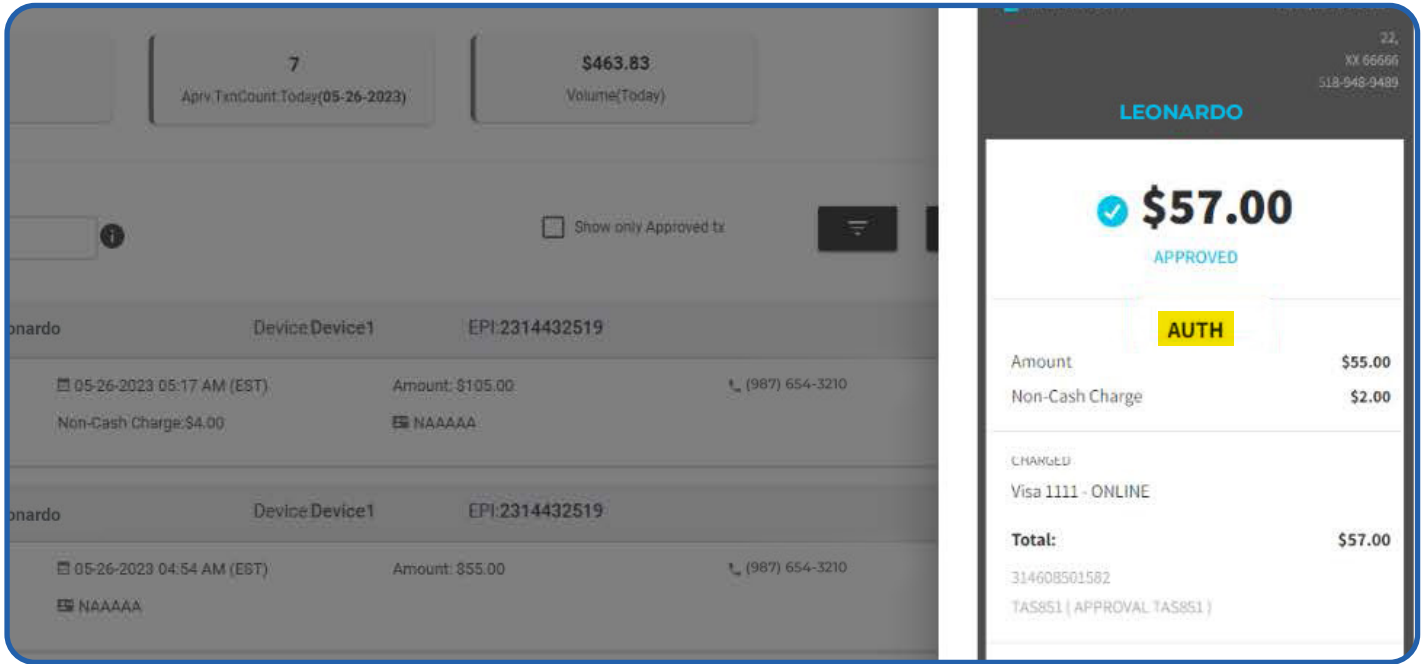 7
Aprv.TxnCount.Today(05-26-2023)
$463.83
Volume(Today)
Show only Approved tx
onardo
Device Device1
EPI:2314432519
05-26-2023 05:17 AM (EST)
Amount: $105.00
(987) 654-3210
Non-Cash Charge:$4.00
NAAAAA
onardo
Device Device1
EPI:2314432519
05-26-2023 04:54 AM (EST)
Amount: $55.00
(987) 654-3210
NAAAAA
22,
XX 66666
518-948-9489
LEONARDO
$57.00
APPROVED
AUTH
Amount $55.00
Non-Cash Charge $2.00
CHARGED
Visa 1111 - ONLINE
Total: $57.00
314608501582
TAS851 ( APPROVAL TAS851 )